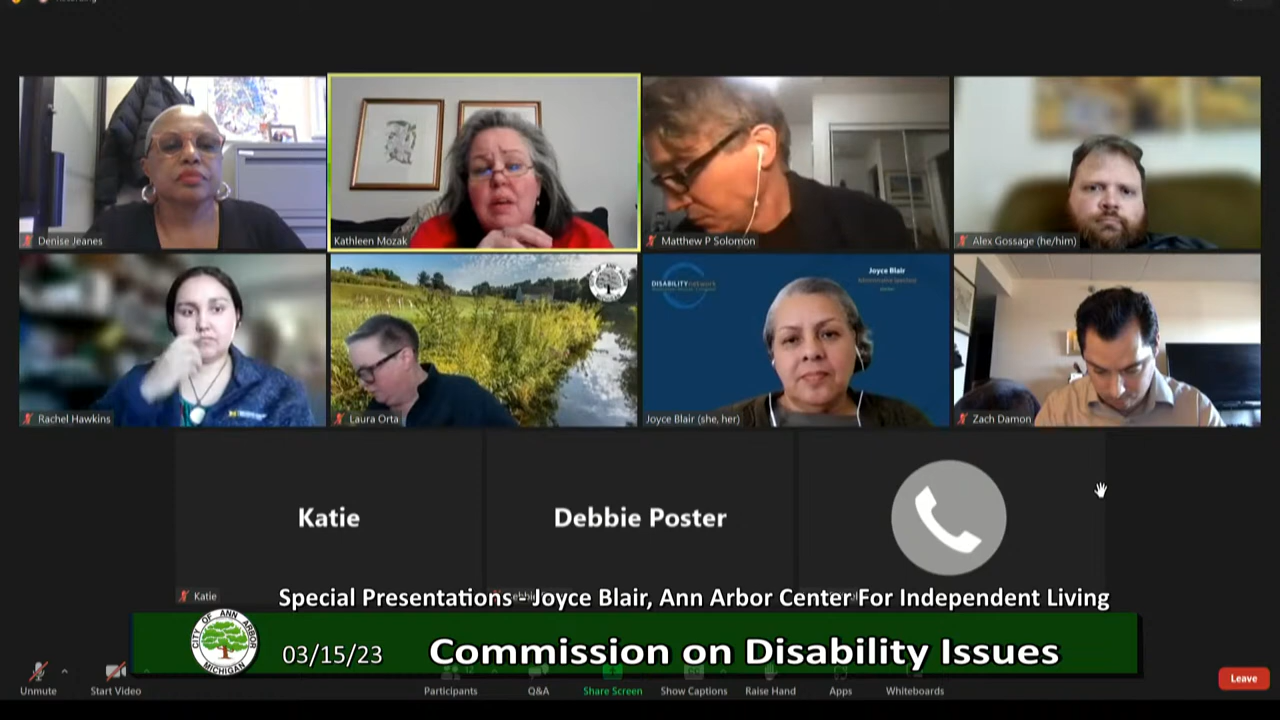 Denise Jeanes
Kathleen Mozak
Matthew P Solomon
Alex Gossage (he/him)
DISABILITY network
Joyce Blair
Rachel Hawkins
Laura Orta
Joyce Blair (she, her)
Zach Damon
Katie
Debbie Poster
Katie
Special Presentations - Joyce Blair, Ann Arbor Center For Independent Living
CITY OF ANN ARBOR
MICHIGAN
03/15/23
Commission on Disability Issues
Unmute
Start Video
Participants
Q&A
Share Screen
Show Captions
Raise Hand
Apps
Whiteboards
Leave